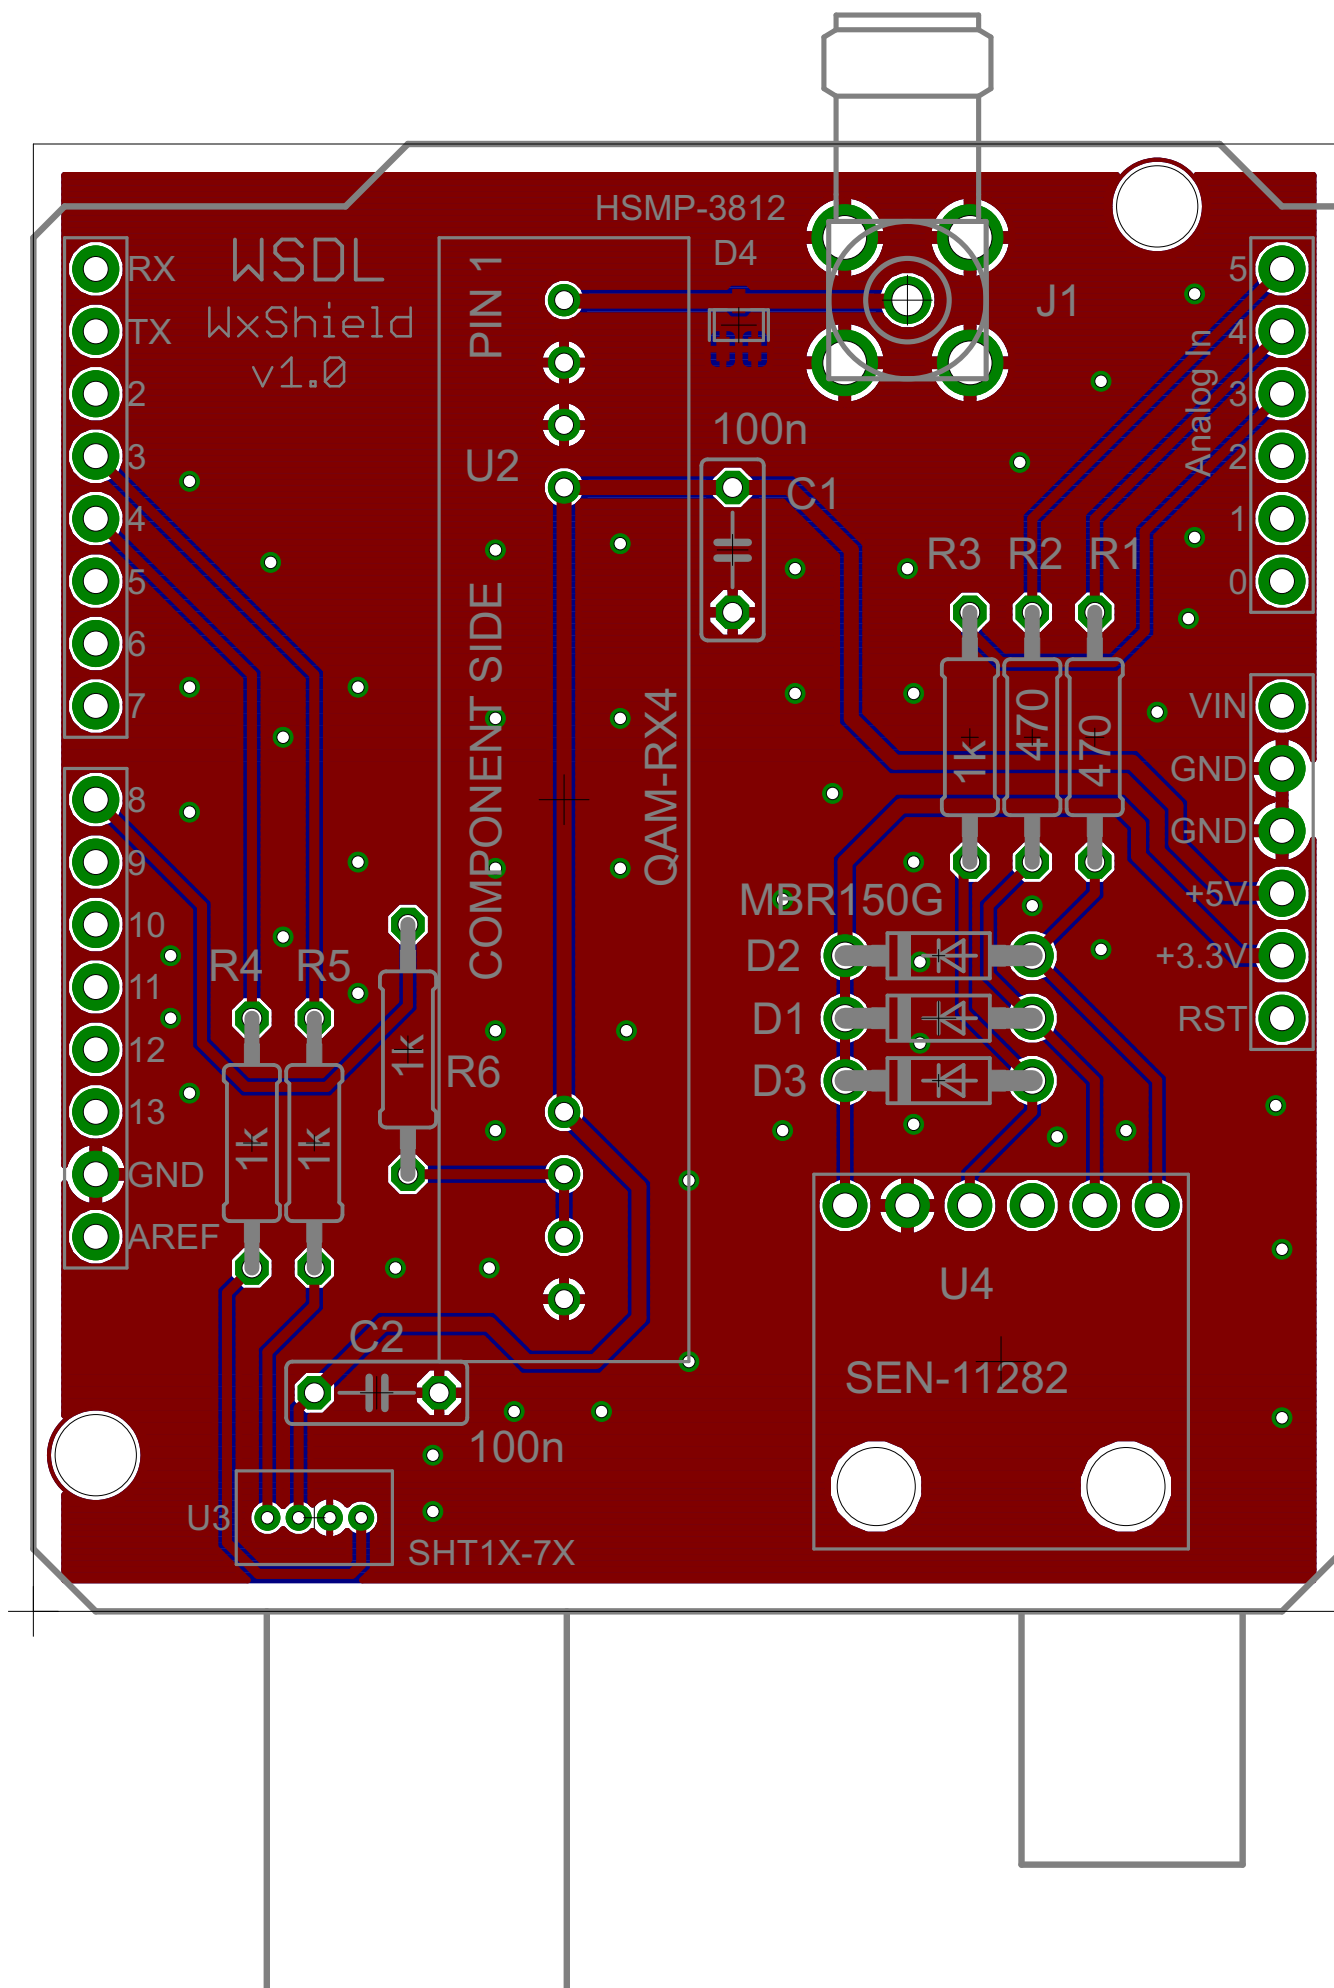 HSMP-3812
D4
J1
WSDL
WxShield
v1.0
RX
TX
2
3
4
5
6
7
8
9
10
11
12
13
GND
AREF
PIN 1
U2
COMPONENT SIDE
QAM-RX4
100n
C1
5
4
3
2
1
0
Analog In
R3
R2
R1
1k
470
470
VIN
GND
GND
+5V
+3.3V
RST
MBR150G
D2
D1
D3
R4
R5
R6
1k
1k
1k
C2
100n
U3
SHT1X-7X
U4
SEN-11282